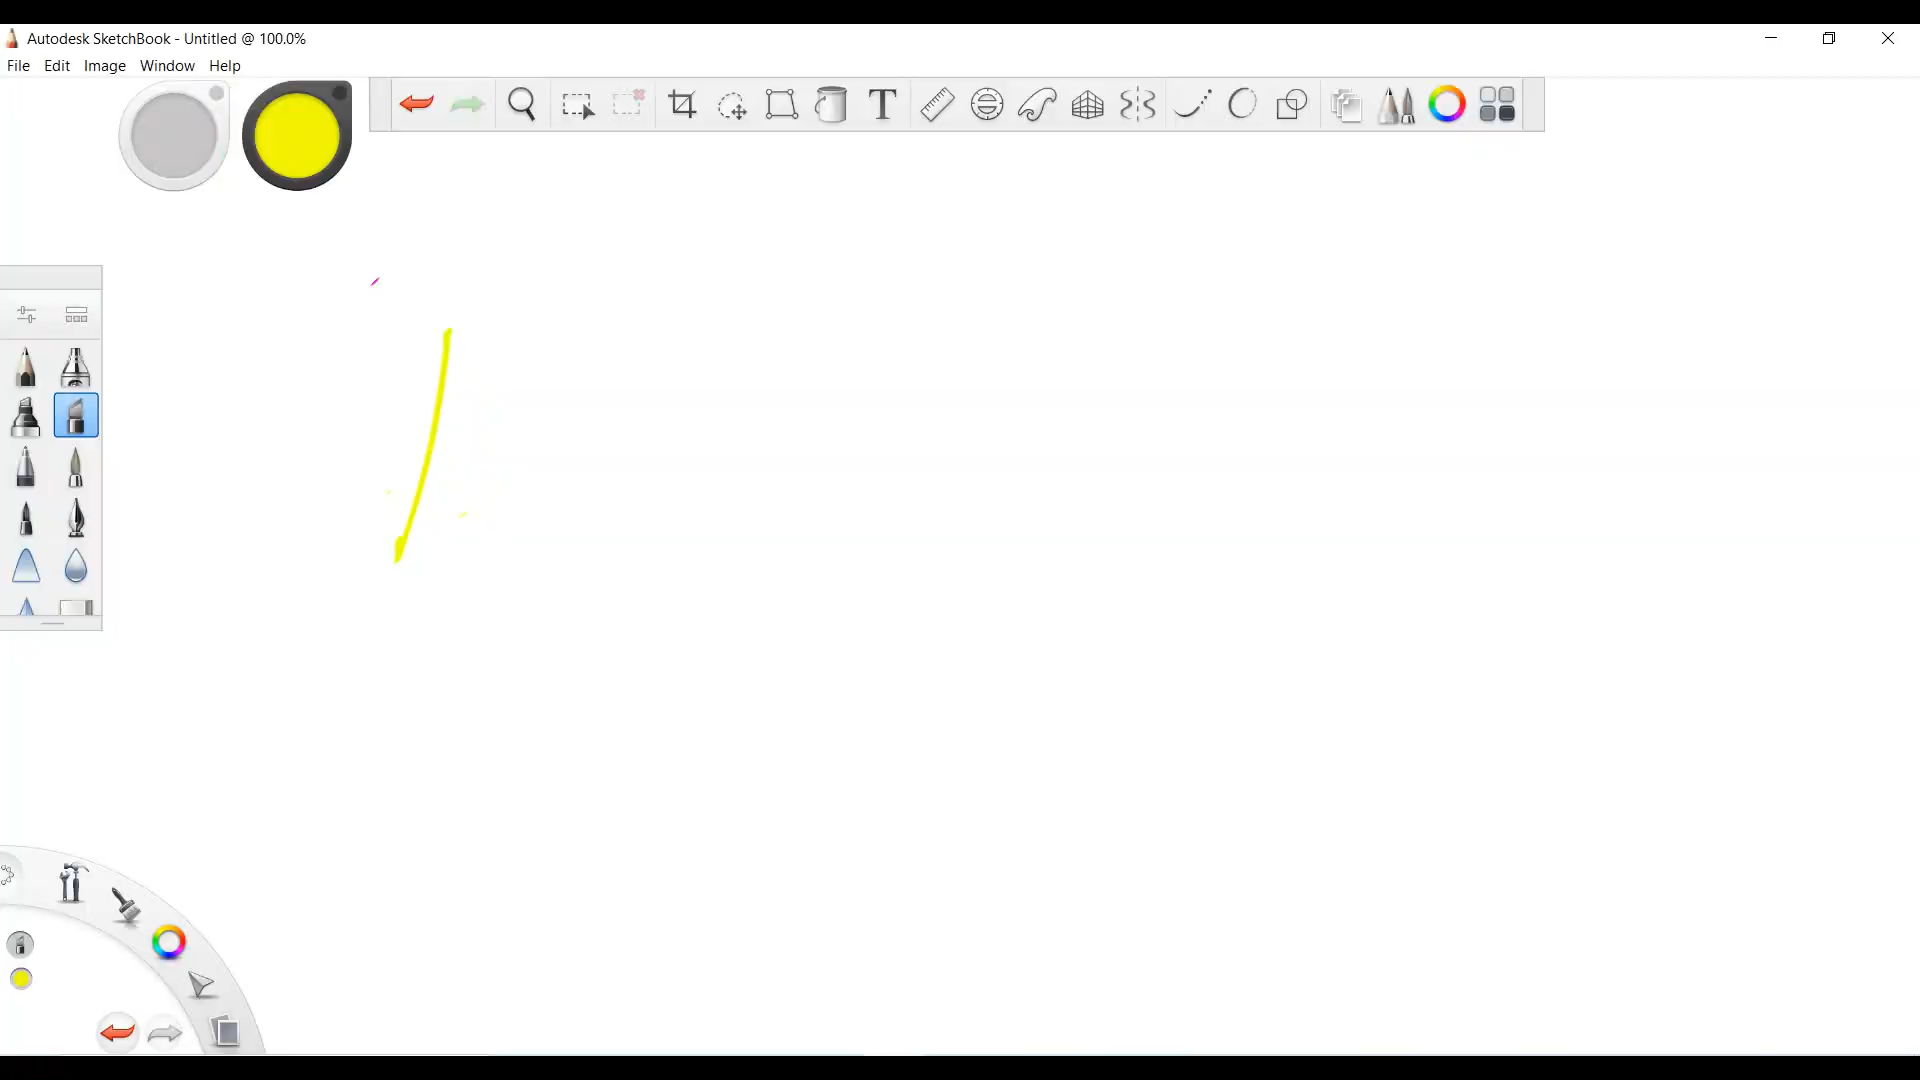 Autodesk SketchBook - Untitled @ 100.0%
File Edit Image Window Help
T